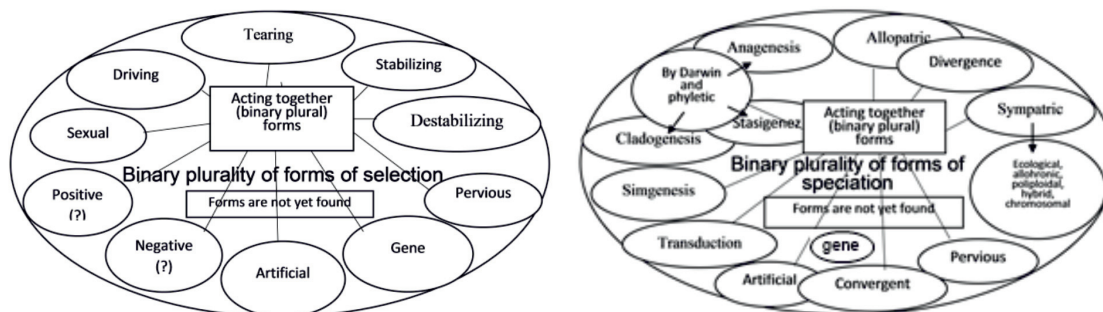 Tearing
Driving
Stabilizing
Acting together
(binary plural)
forms
Sexual
Destabilizing
Binary plurality of forms of selection
Positive
(?)
Forms are not yet found
Pervious
Negative
(?)
Artificial
Gene
Anagenesis
Allopatric
Divergence
By Darwin
and
phyletic
Acting together
(binary plural)
forms
Sympatric
Stasigenez
Cladogenesis
Binary plurality of forms of
speciation
Ecological,
allohronic,
poliploidal,
hybrid,
chromosomal
Simgenesis
Forms are not yet found
Transduction
gene
Pervious
Artificial
Convergent